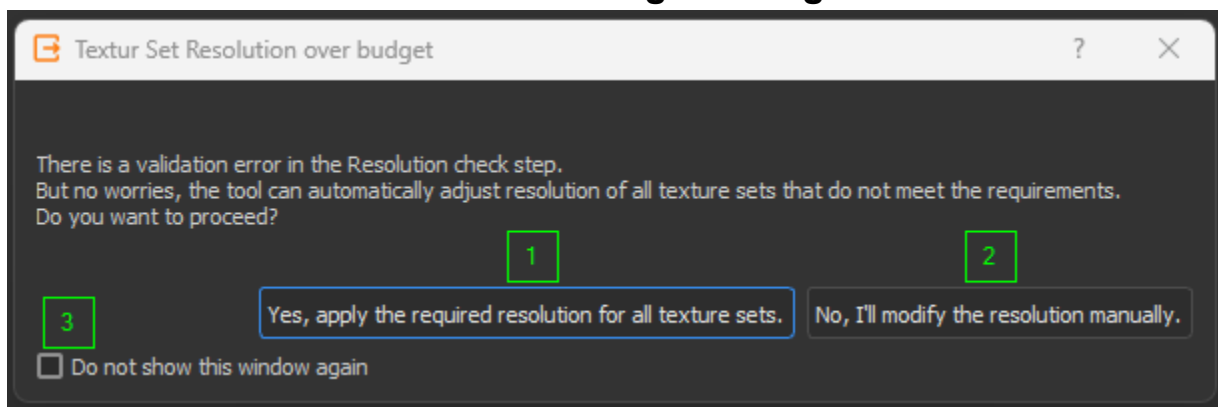 Textur Set Resolution over budget
There is a validation error in the Resolution check step.
But no worries, the tool can automatically adjust resolution of all texture sets that do not meet the requirements.
Do you want to proceed?
1
2
3
Yes, apply the required resolution for all texture sets.
No, I'll modify the resolution manually.
Do not show this window again